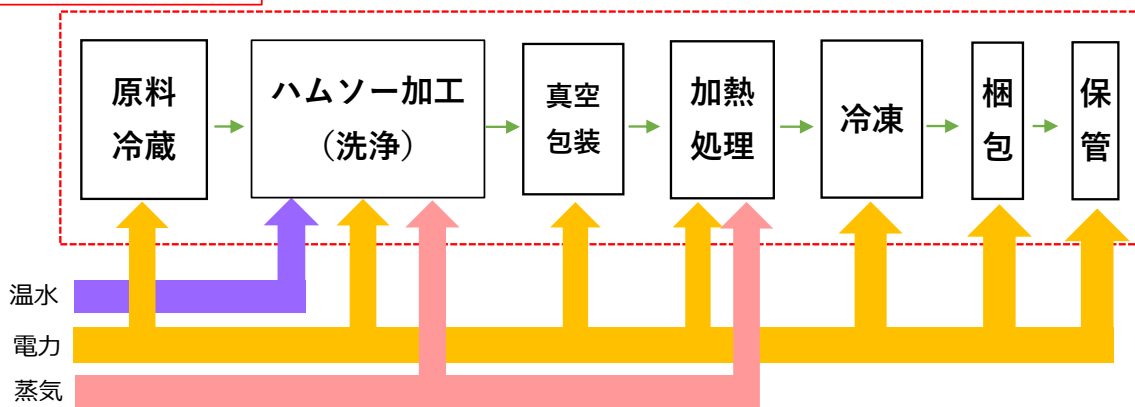 原料
冷蔵
ハムソー加工
（洗浄）
真空
包装
加熱
処理
冷凍
梱
包
保
管
温水
電力
蒸気